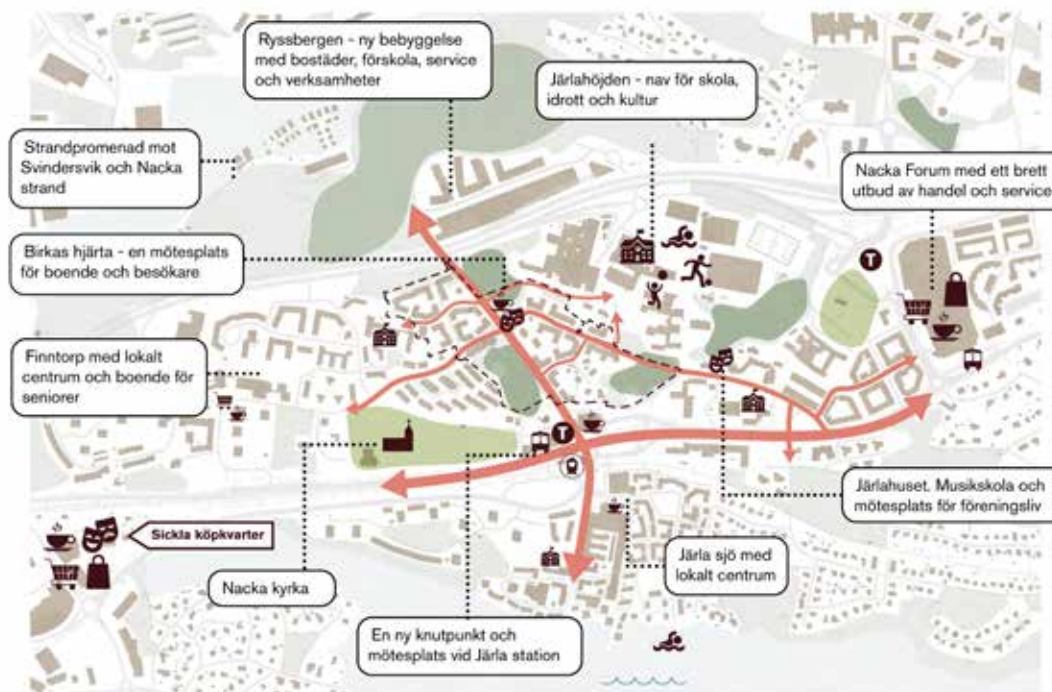 Ryssbergen - ny bebyggelse
med bostäder, förskola, service
och verksamheter
Järlahöjden - nav för skola,
idrott och kultur
Strandpromenad mot
Svindersvik och Nacka
strand
Nacka Forum med ett brett
utbud av handel och service
Birkas hjärta - en mötesplats
för boende och besökare
T
Finntorp med lokalt
centrum och boende för
seniorer
T
Järlahuset. Musikskola och
mötesplats för föreningsliv
Sickla köpkvarter
Järla sjö med
lokalt centrum
Nacka kyrka
En ny knutpunkt och
mötesplats vid Järla station